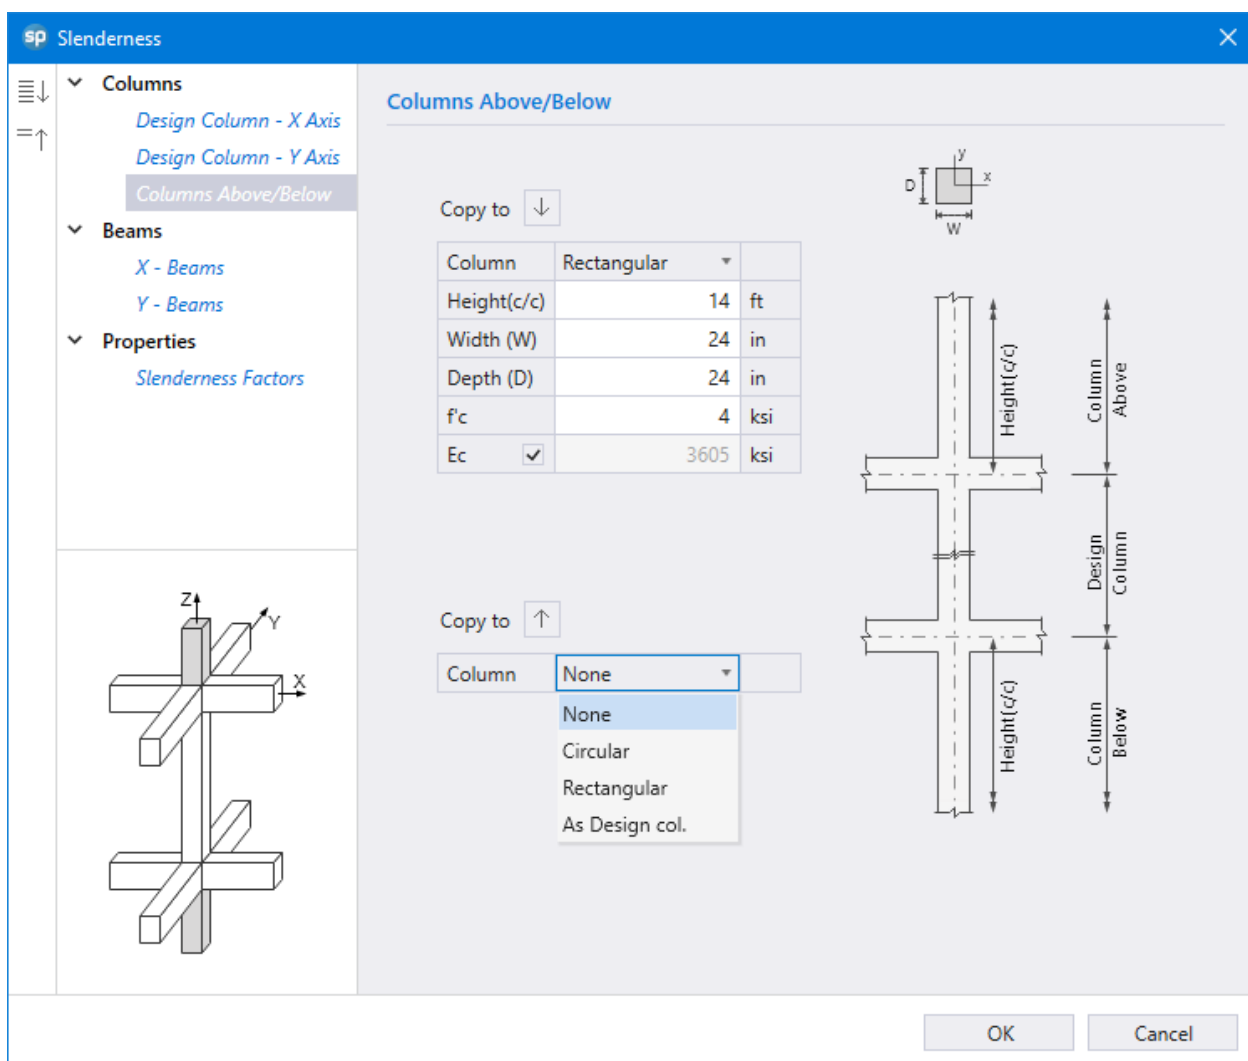 sp Slenderness
Columns
Design Column - X Axis
Design Column - Y Axis
Columns Above/Below
Beams
X - Beams
Y - Beams
Properties
Slenderness Factors
Z
Y
X
Columns Above/Below
Copy to
Column Rectangular
Height(c/c) 14 ft
Width (W) 24 in
Depth (D) 24 in
f'c 4 ksi
Ec 3605 ksi
Copy to
Column None
None
Circular
Rectangular
As Design col.
y
x
D
W
Height(c/c)
Column
Above
Design
Column
Height(c/c)
Column
Below
OK Cancel